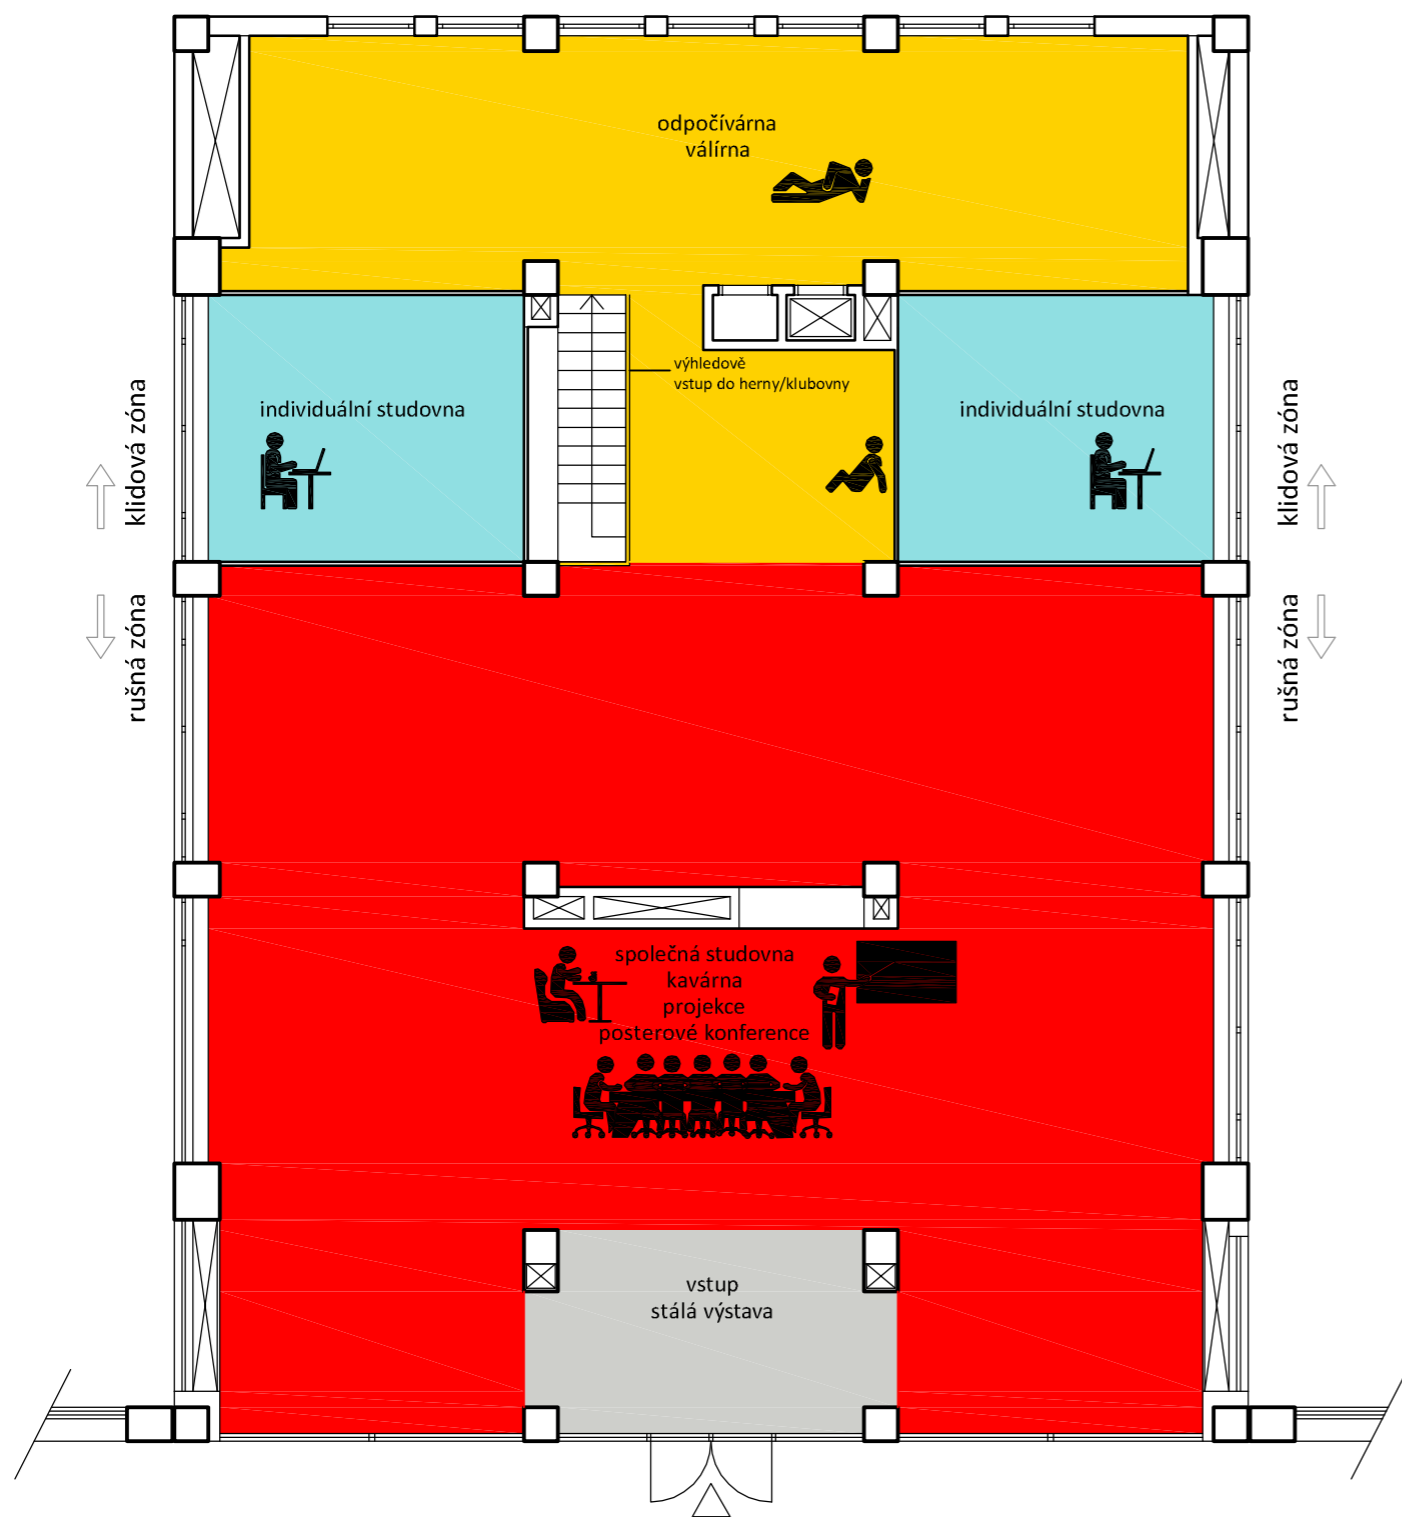 odpočívárna
válírna
výhledově
vstup do herny/klubovny
individuální studovna
individuální studovna
klidová zóna
klidová zóna
rušná zóna
rušná zóna
společná studovna
kavárna
projekce
posterové konference
vstup
stálá výstava